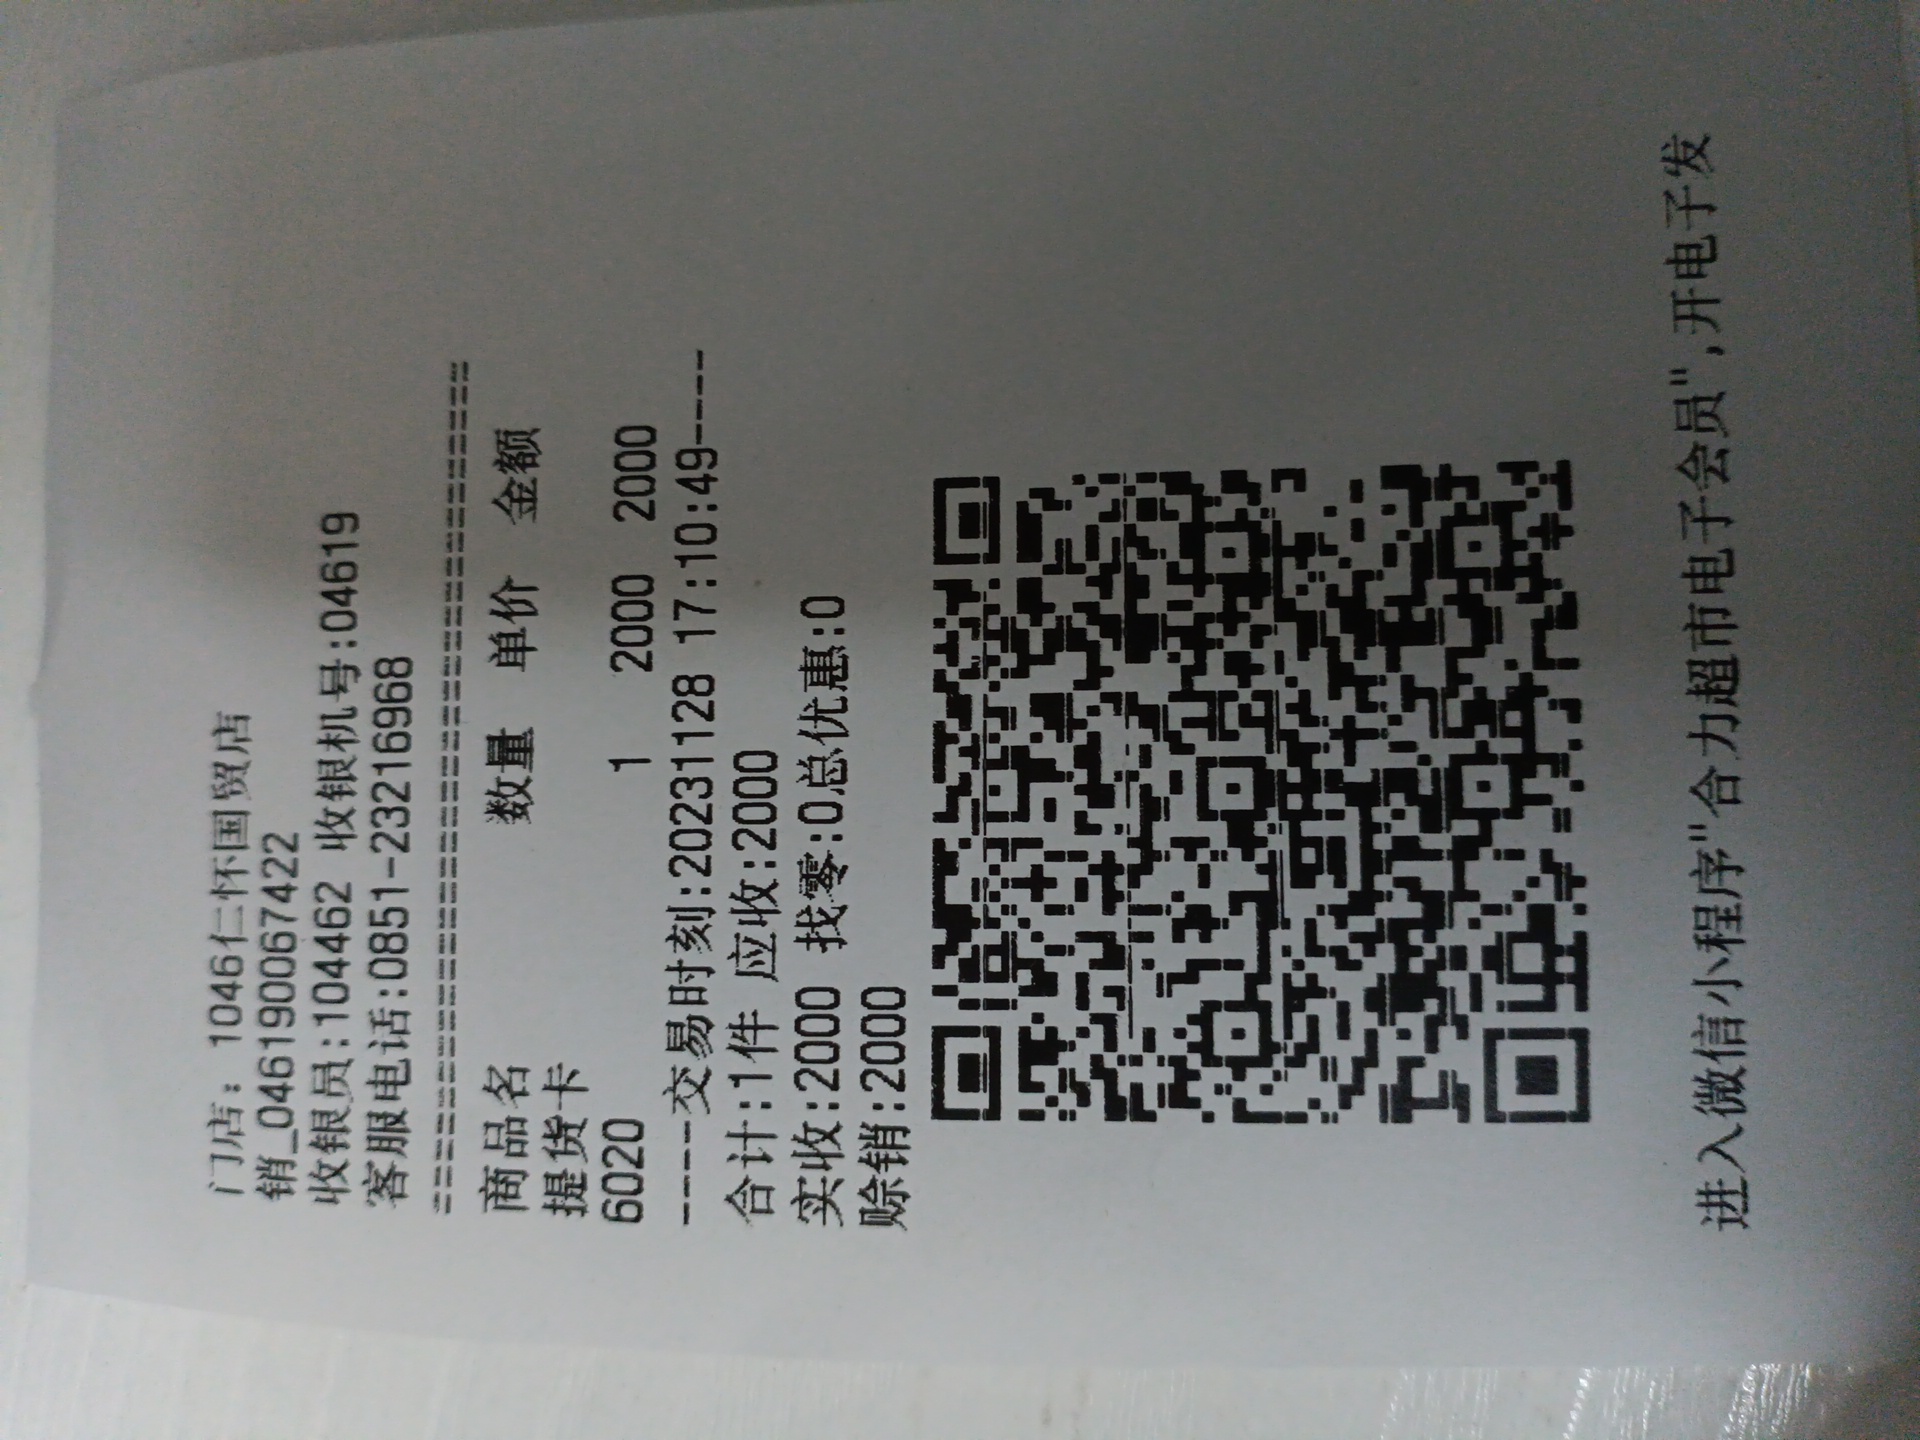 门店: 1046仁怀国贸店
销_046190067422
收银员:104462 收银机号:04619
客服电话:0851-23216968
========================================
商品名 数量 单价 金额
提货卡
6020 1 2000 2000
-----交易时刻:20231128 17:10:49-----
合计:1件 应收:2000
实收:2000 找零:0总优惠:0
赊销:2000
进入微信小程序"合力超市电子会员",开电子发